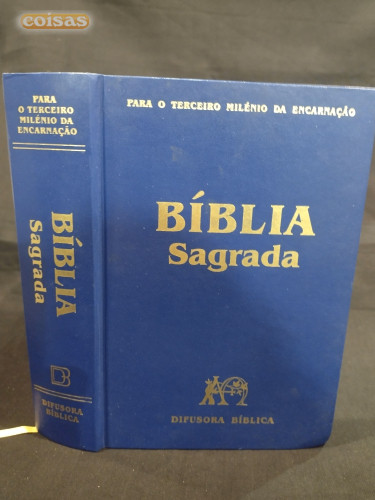 coisas
PARA
O TERCEIRO
MILÉNIO DA
ENCARNAÇÃO
BÍBLIA
Sagrada
DIFUSORA
BÍBLICA
PARA O TERCEIRO MILÉNIO DA ENCARNAÇÃO
BÍBLIA
Sagrada
DIFUSORA BÍBLICA